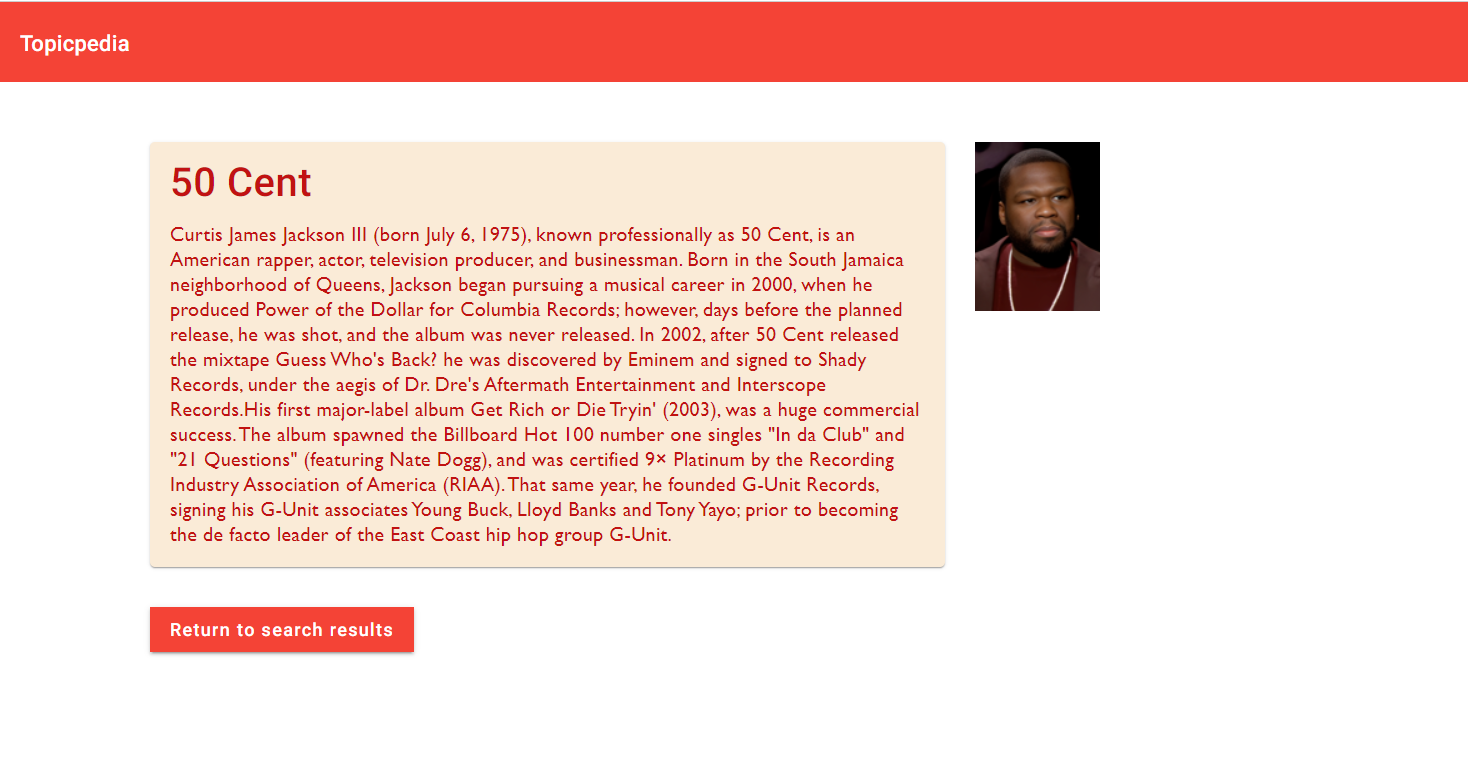 Topicpedia
50 Cent
Curtis James Jackson III (born July 6, 1975), known professionally as 50 Cent, is an
American rapper, actor, television producer, and businessman. Born in the South Jamaica
neighborhood of Queens, Jackson began pursuing a musical career in 2000, when he
produced Power of the Dollar for Columbia Records; however, days before the planned
release, he was shot, and the album was never released. In 2002, after 50 Cent released
the mixtape Guess Who's Back? he was discovered by Eminem and signed to Shady
Records, under the aegis of Dr. Dre's Aftermath Entertainment and Interscope
Records.His first major-label album Get Rich or Die Tryin' (2003), was a huge commercial
success. The album spawned the Billboard Hot 100 number one singles "In da Club" and
"21 Questions" (featuring Nate Dogg), and was certified 9× Platinum by the Recording
Industry Association of America (RIAA). That same year, he founded G-Unit Records,
signing his G-Unit associates Young Buck, Lloyd Banks and Tony Yayo; prior to becoming
the de facto leader of the East Coast hip hop group G-Unit.
Return to search results